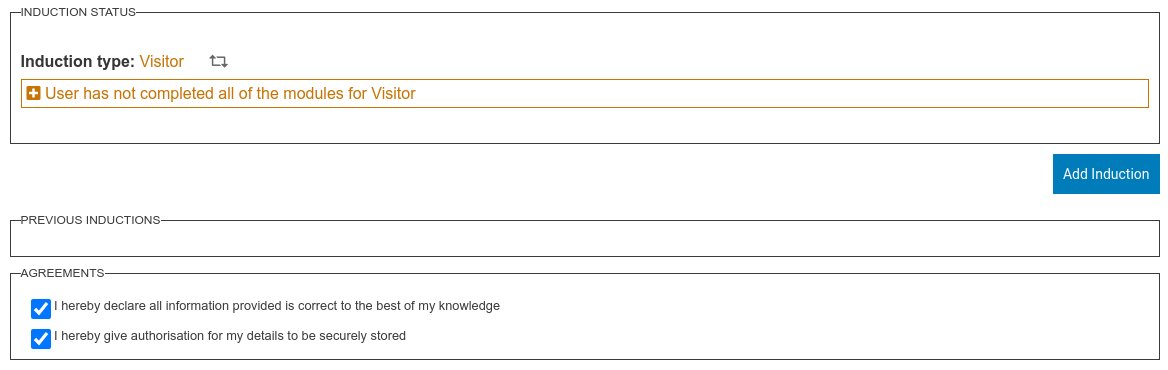 INDUCTION STATUS
Induction type: Visitor
User has not completed all of the modules for Visitor
Add Induction
PREVIOUS INDUCTIONS
AGREEMENTS
I hereby declare all information provided is correct to the best of my knowledge
I hereby give authorisation for my details to be securely stored